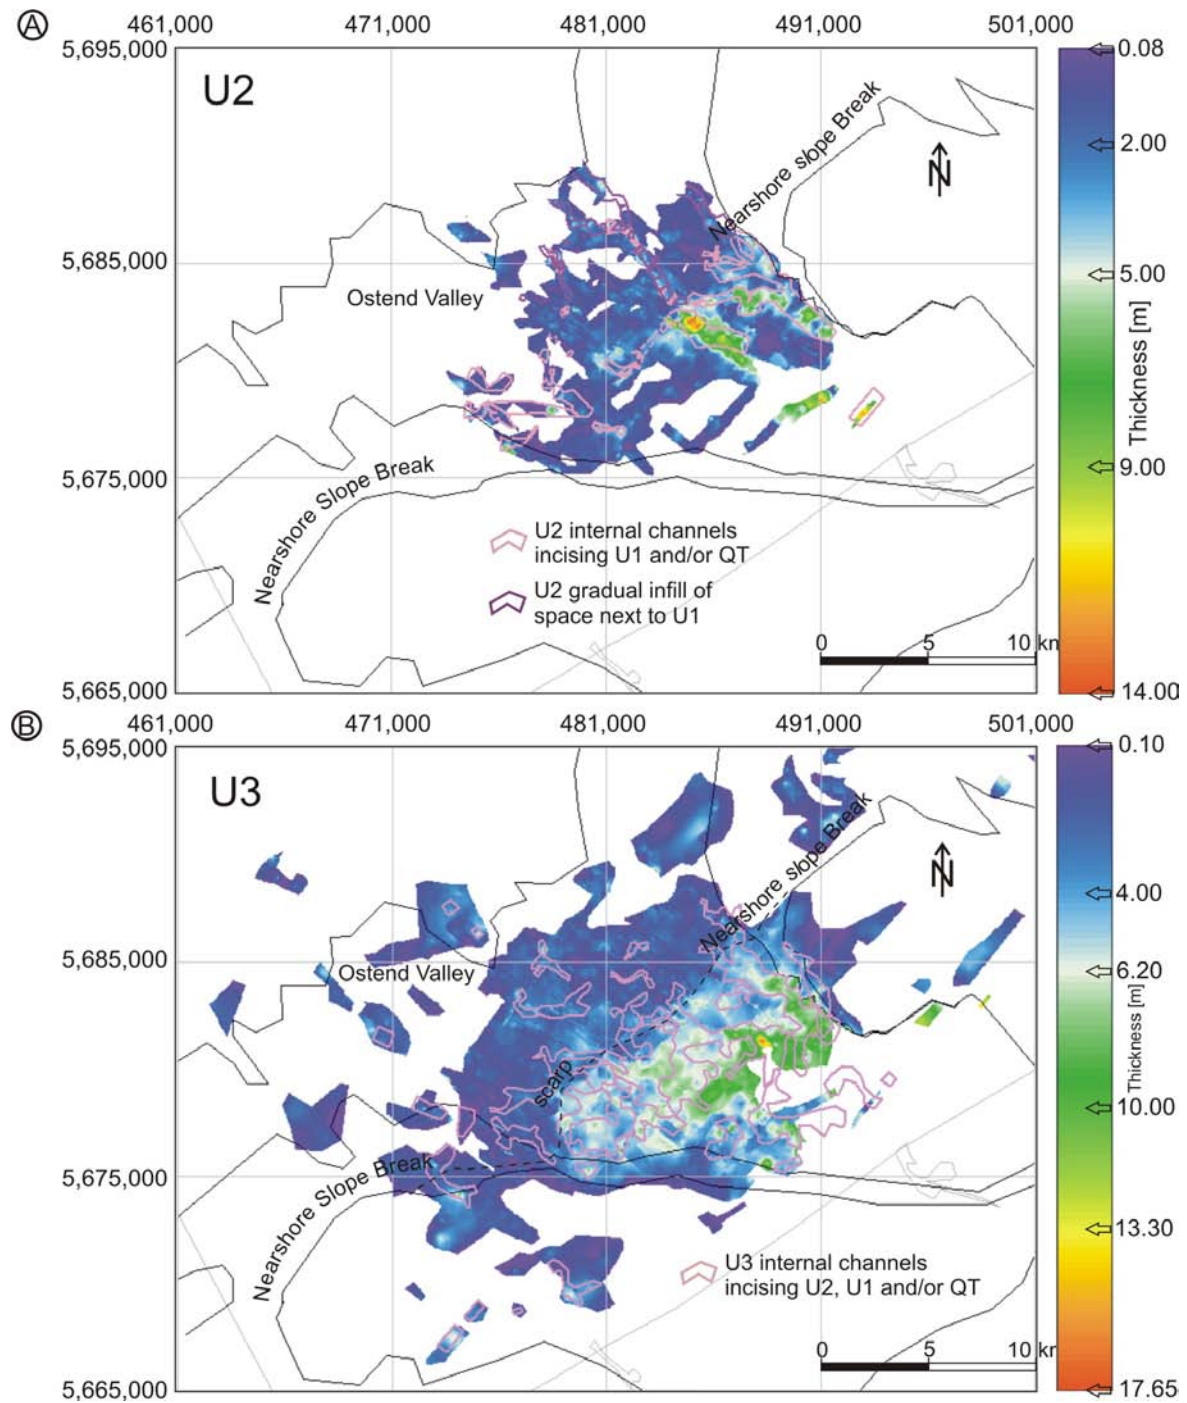 A
461,000 471,000 481,000 491,000 501,000
5,695,000
U2
Nearshore slope Break
N
5,685,000
Ostend Valley
5,675,000
Nearshore Slope Break
U2 internal channels
incising U1 and/or QT
U2 gradual infill of
space next to U1
0 5 10 km
5,665,000
0.08
2.00
5.00
Thickness [m]
9.00
14.00
B
461,000 471,000 481,000 491,000 501,000
5,695,000
U3
Nearshore slope Break
N
5,685,000
Ostend Valley
scarp
5,675,000
Nearshore Slope Break
U3 internal channels
incising U2, U1 and/or QT
0 5 10 km
5,665,000
0.10
4.00
6.20
Thickness [m]
10.00
13.30
17.65